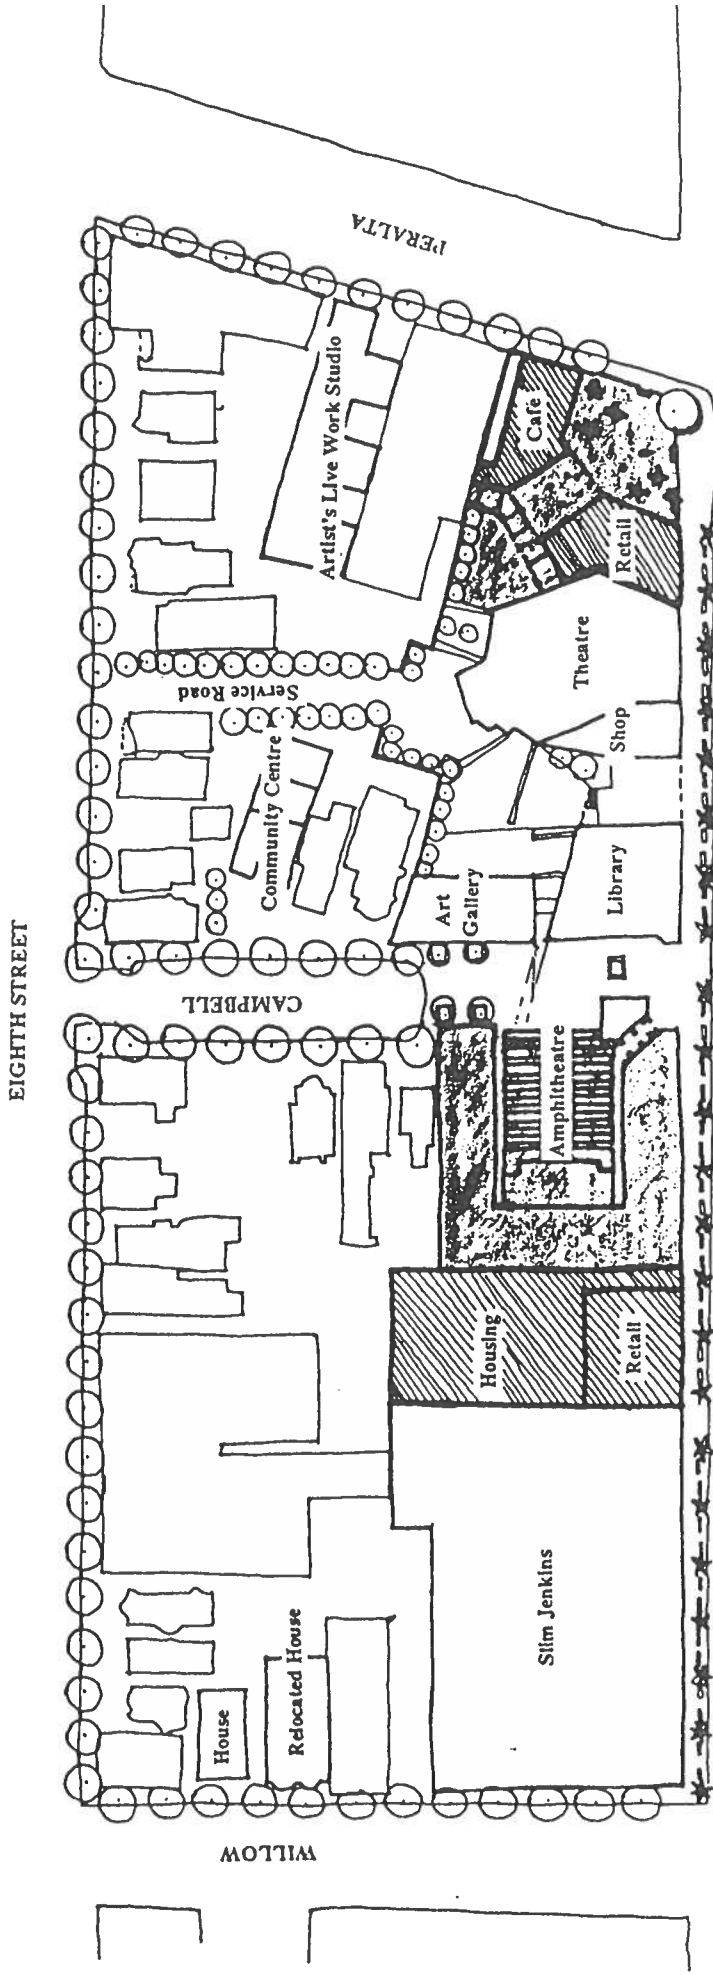 EIGHTH STREET
PERALTA
CAMPBELL
WILLOW
Artist's Live Work Studio
Cafe
Retail
Theatre
Shop
Service Road
Community Centre
Art
Gallery
Library
Amphitheatre
Housing
Retail
Slim Jenkins
House
Relocated House